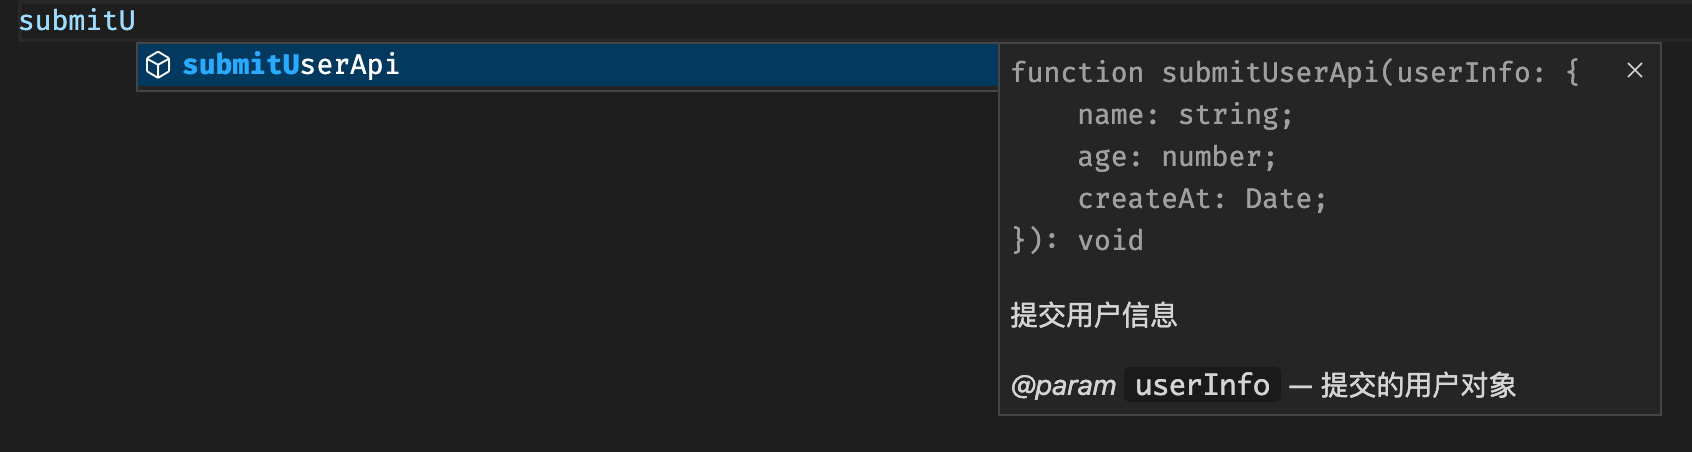 submitU
submitUserApi
function submitUserApi(userInfo: {
    name: string;
    age: number;
    createAt: Date;
}): void
提交用户信息
@param userInfo — 提交的用户对象